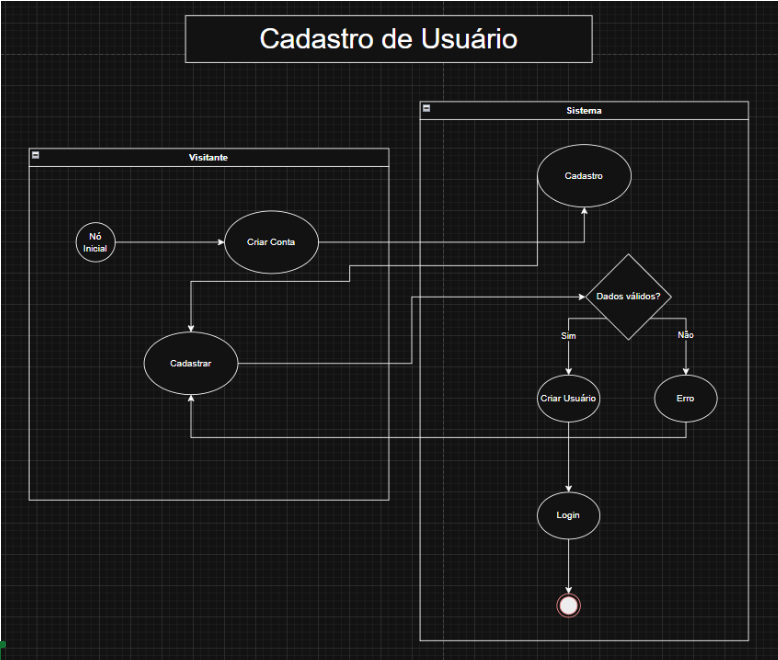 Cadastro de Usuário
Sistema
Visitante
Cadastro
Nó
Inicial
Criar Conta
Dados válidos?
Sim
Não
Cadastrar
Criar Usuário
Erro
Login